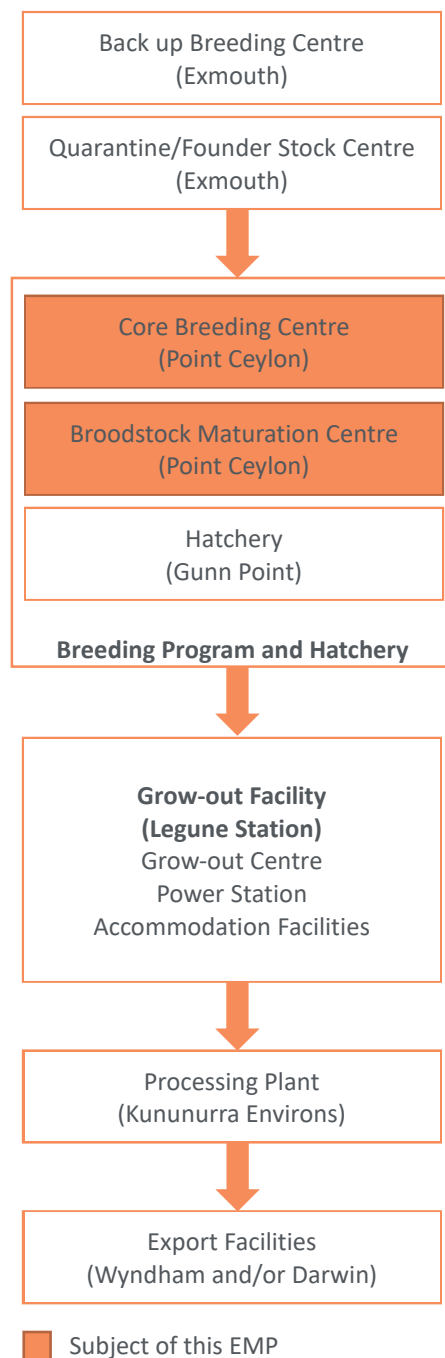 Back up Breeding Centre
(Exmouth)
Quarantine/Founder Stock Centre
(Exmouth)
Core Breeding Centre
(Point Ceylon)
Broodstock Maturation Centre
(Point Ceylon)
Hatchery
(Gunn Point)
Breeding Program and Hatchery
Grow-out Facility
(Legune Station)
Grow-out Centre
Power Station
Accommodation Facilities
Processing Plant
(Kununurra Environs)
Export Facilities
(Wyndham and/or Darwin)
Subject of this EMP